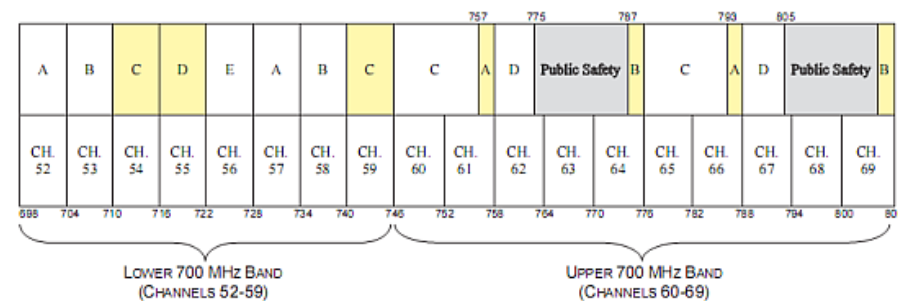 757 775 787 793 805
A B C D E A B C C A D Public Safety B C A D Public Safety B
CH. CH. CH. CH. CH. CH. CH. CH. CH. CH. CH. CH. CH. CH. CH. CH. CH. CH.
52 53 54 55 56 57 58 59 60 61 62 63 64 65 66 67 68 69
698 704 710 716 722 728 734 740 746 752 758 764 770 776 782 788 794 800 80
LOWER 700 MHZ BAND
(CHANNELS 52-59)
UPPER 700 MHZ BAND
(CHANNELS 60-69)